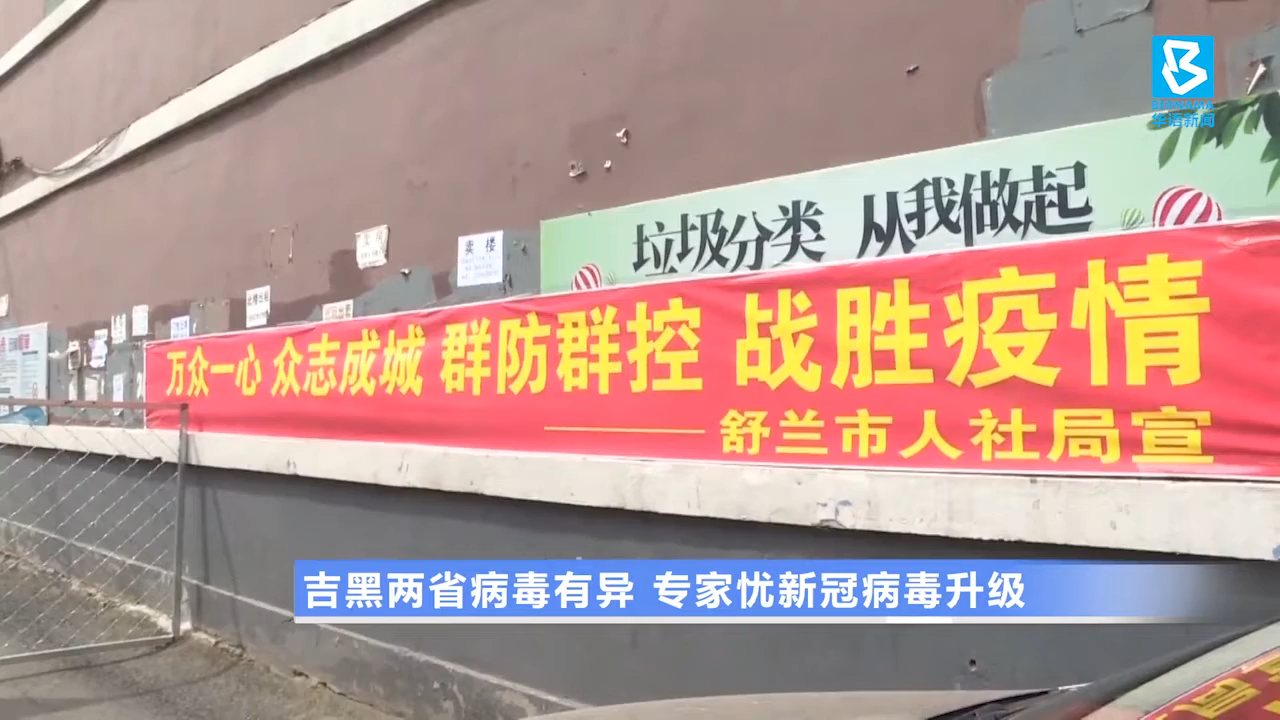 BERNAMA
华语新闻
垃圾分类 从我做起
卖楼
万众一心 众志成城 群防群控 战胜疫情
舒兰市人社局宣
吉黑两省病毒有异 专家忧新冠病毒升级